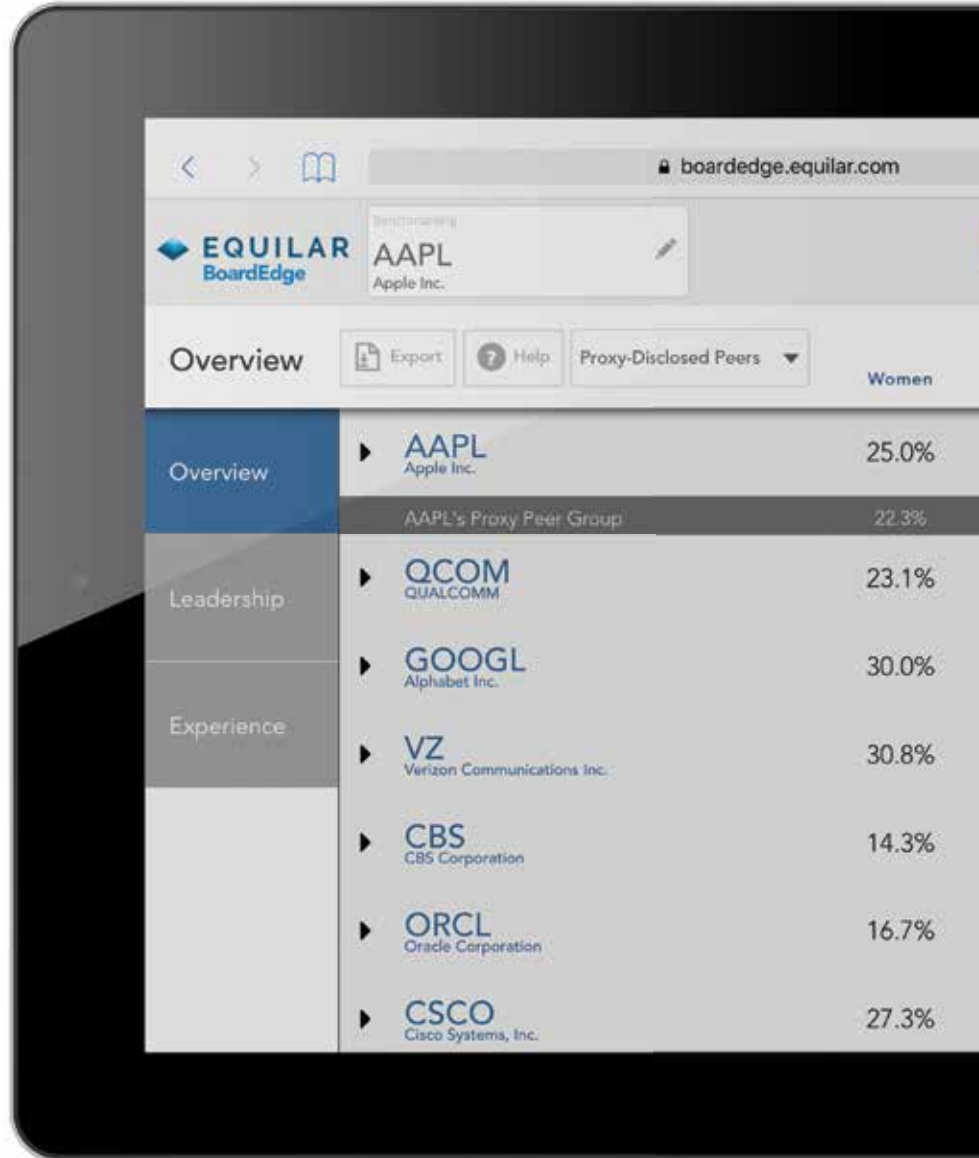 boardedge.equilar.com
EQUILAR
BoardEdge
Benchmarking
AAPL
Apple Inc.
Overview
Export
Help
Proxy-Disclosed Peers
Women
Overview
Leadership
Experience
AAPL
Apple Inc.
25.0%
AAPL's Proxy Peer Group
22.3%
QCOM
QUALCOMM
23.1%
GOOGL
Alphabet Inc.
30.0%
VZ
Verizon Communications Inc.
30.8%
CBS
CBS Corporation
14.3%
ORCL
Oracle Corporation
16.7%
CSCO
Cisco Systems, Inc.
27.3%